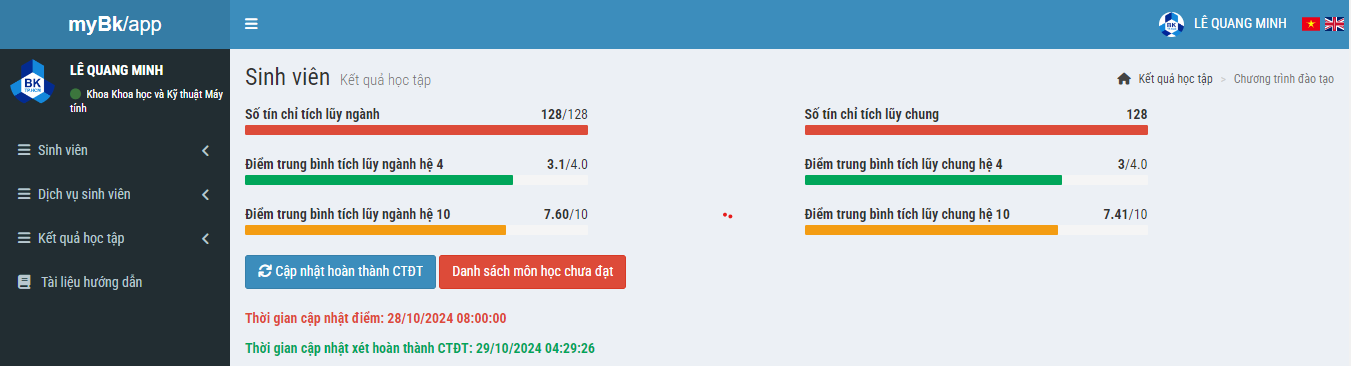 myBk/app
LÊ QUANG MINH
LÊ QUANG MINH
Khoa Khoa học và Kỹ thuật Máy
tính
Sinh viên
Dịch vụ sinh viên
Kết quả học tập
Tài liệu hướng dẫn
Sinh viên Kết quả học tập
Kết quả học tập > Chương trình đào tạo
Số tín chỉ tích lũy ngành 128/128
Số tín chỉ tích lũy chung 128
Điểm trung bình tích lũy ngành hệ 4 3.1/4.0
Điểm trung bình tích lũy chung hệ 4 3/4.0
Điểm trung bình tích lũy ngành hệ 10 7.60/10
Điểm trung bình tích lũy chung hệ 10 7.41/10
Cập nhật hoàn thành CTĐT Danh sách môn học chưa đạt
Thời gian cập nhật điểm: 28/10/2024 08:00:00
Thời gian cập nhật xét hoàn thành CTĐT: 29/10/2024 04:29:26